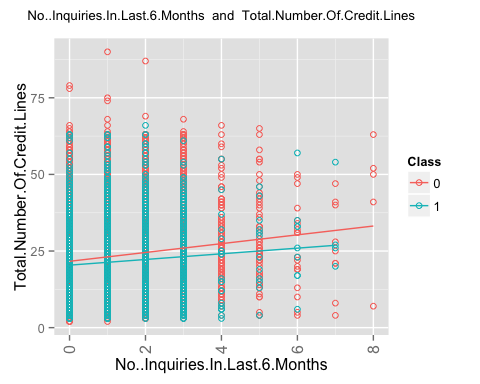 No..Inquiries.In.Last.6.Months and Total.Number.Of.Credit.Lines
Total.Number.Of.Credit.Lines
75
50
25
0
0 2 4 6 8
No..Inquiries.In.Last.6.Months
Class
0
1